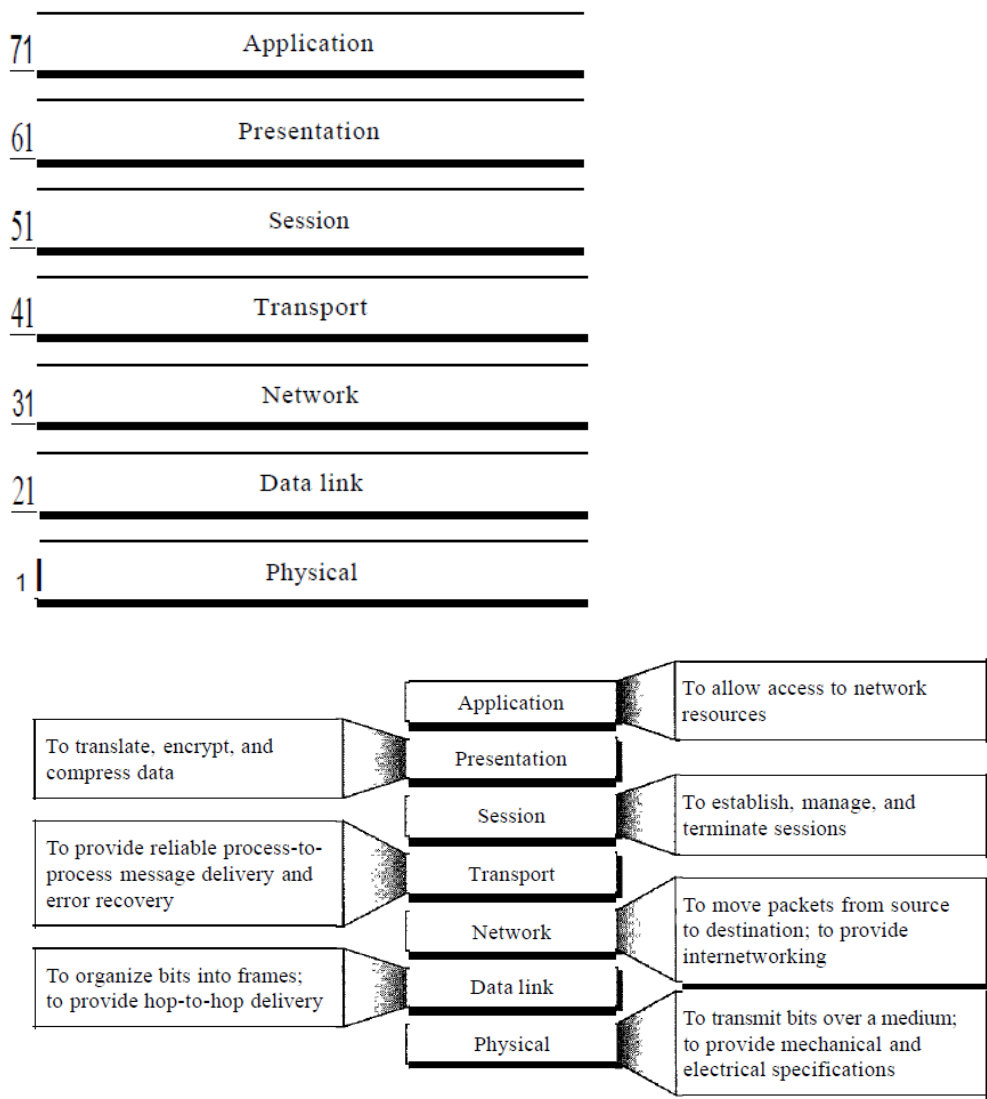 71 Application
61 Presentation
51 Session
41 Transport
31 Network
21 Data link
1 Physical
Application
To allow access to network
resources
To translate, encrypt, and
compress data
Presentation
Session
To establish, manage, and
terminate sessions
To provide reliable process-to-
process message delivery and
error recovery
Transport
Network
To move packets from source
to destination; to provide
internetworking
To organize bits into frames;
to provide hop-to-hop delivery
Data link
Physical
To transmit bits over a medium;
to provide mechanical and
electrical specifications